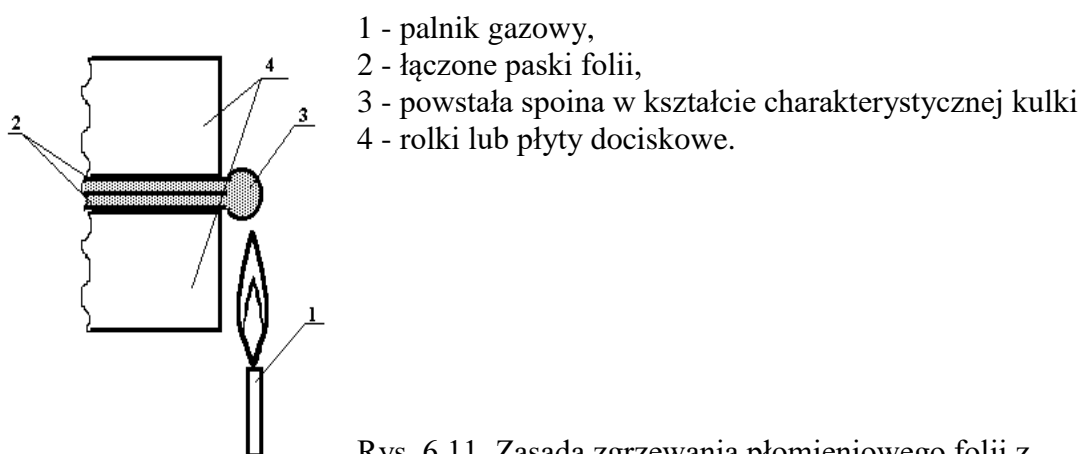 1 - palnik gazowy,
2 - łączone paski folii,
3 - powstała spoina w kształcie charakterystycznej kulki
4 - rolki lub płyty dociskowe.
4
2
3
1
Rys. 6.11. Zasada zgrzewania płomieniowego folii z